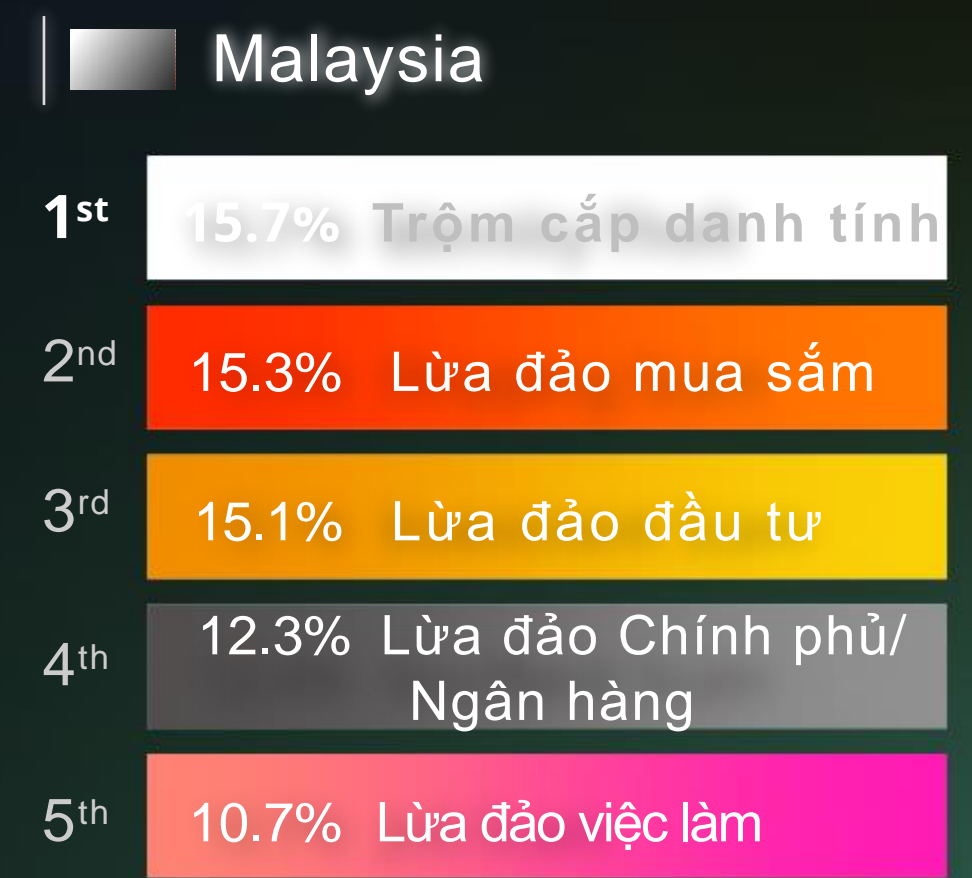 Malaysia
1st 15.7% Trộm cắp danh tính
2nd 15.3% Lừa đảo mua sắm
3rd 15.1% Lừa đảo đầu tư
4th 12.3% Lừa đảo Chính phủ/
Ngân hàng
5th 10.7% Lừa đảo việc làm